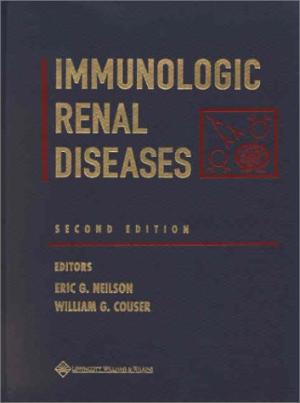 IMMUNOLOGIC
RENAL
DISEASES
SECOND EDITION
EDITORS
ERIC G. NEILSON
WILLIAM G. COUSER
LIPPINCOTT WILLIAMS & WILKINS